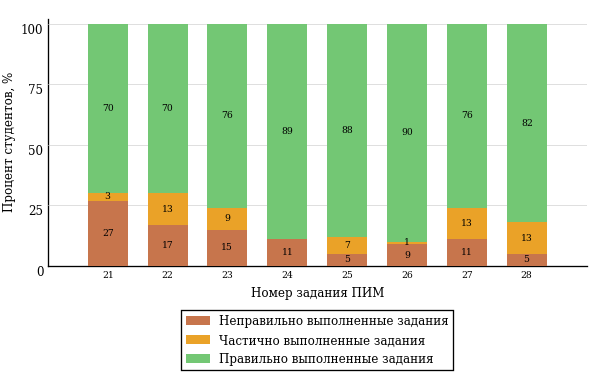 Процент студентов, %
100
75
50
25
0
70 70 76 89 88 90 76 82
3 13 9 7 1 13 13
27 17 15 11 5 9 11 5
21 22 23 24 25 26 27 28
Номер задания ПИМ
Неправильно выполненные задания
Частично выполненные задания
Правильно выполненные задания